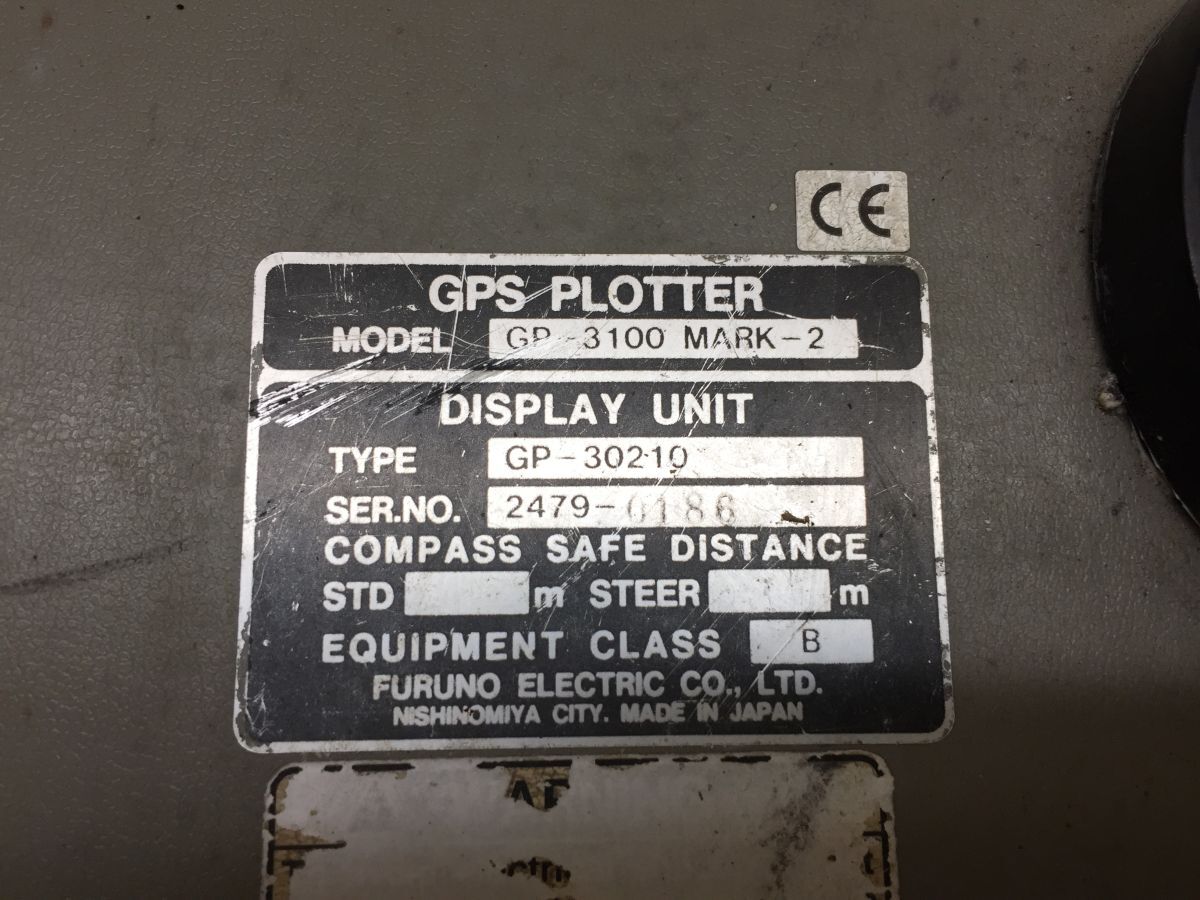 CE
GPS PLOTTER
MODEL GP-3100 MARK-2
DISPLAY UNIT
TYPE GP-30210
SER.NO. 2479-0186
COMPASS SAFE DISTANCE
STD m STEER m
EQUIPMENT CLASS B
FURUNO ELECTRIC CO., LTD.
NISHINOMIYA CITY. MADE IN JAPAN